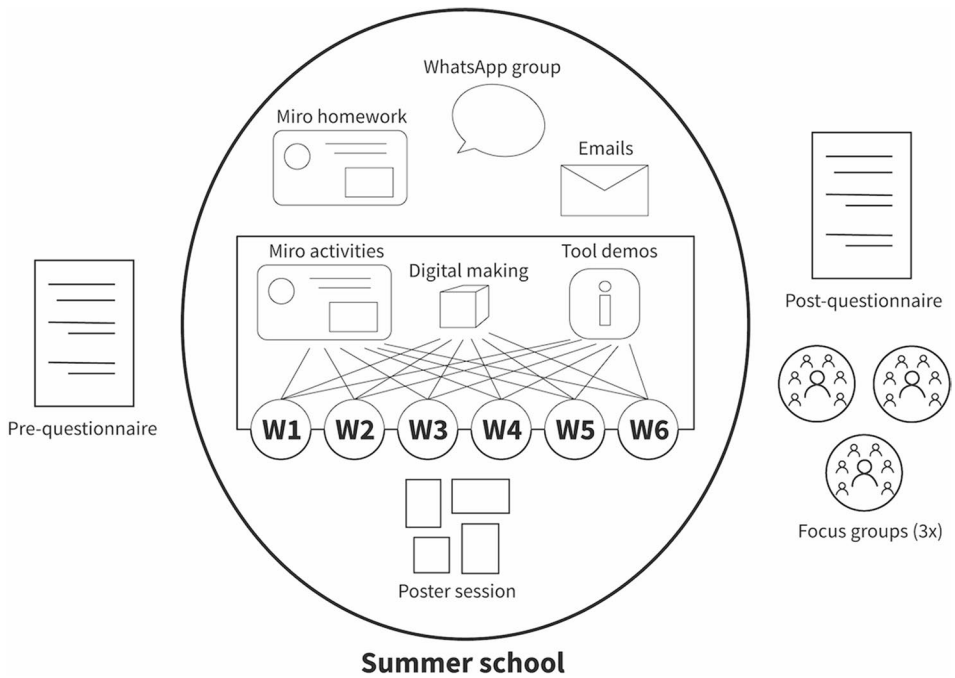 WhatsApp group
Miro homework
Emails
Miro activities
Digital making
Tool demos
Pre-questionnaire
Post-questionnaire
W1 W2 W3 W4 W5 W6
Focus groups (3x)
Poster session
Summer school